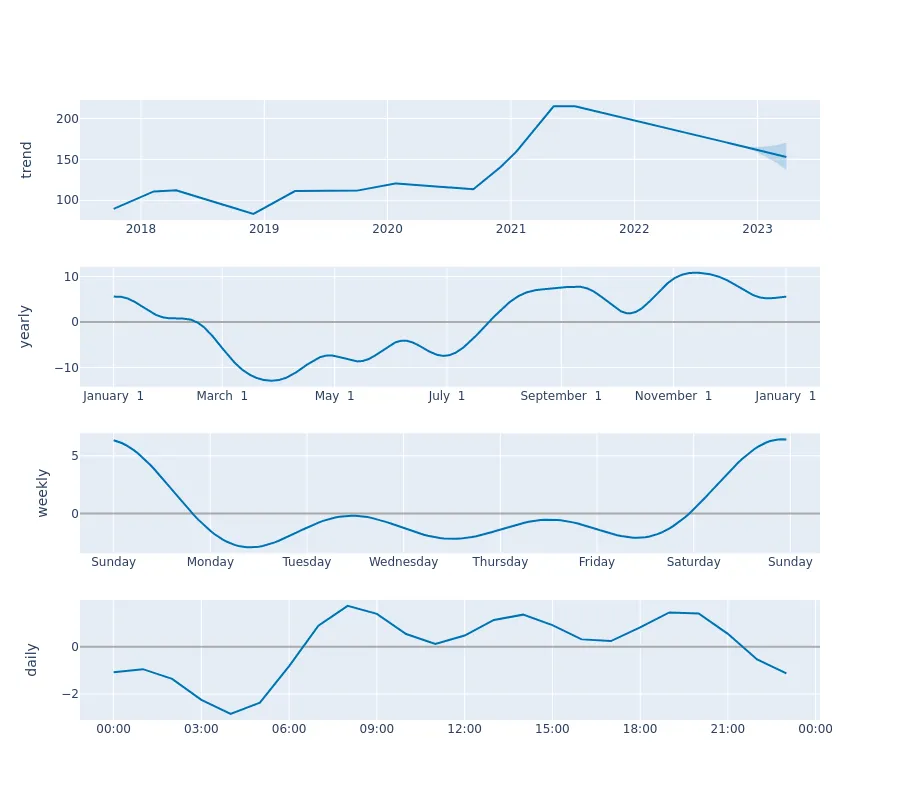 trend
200
150
100
2018 2019 2020 2021 2022 2023
yearly
10
0
−10
January 1 March 1 May 1 July 1 September 1 November 1 January 1
weekly
5
0
Sunday Monday Tuesday Wednesday Thursday Friday Saturday Sunday
daily
0
−2
00:00 03:00 06:00 09:00 12:00 15:00 18:00 21:00 00:00